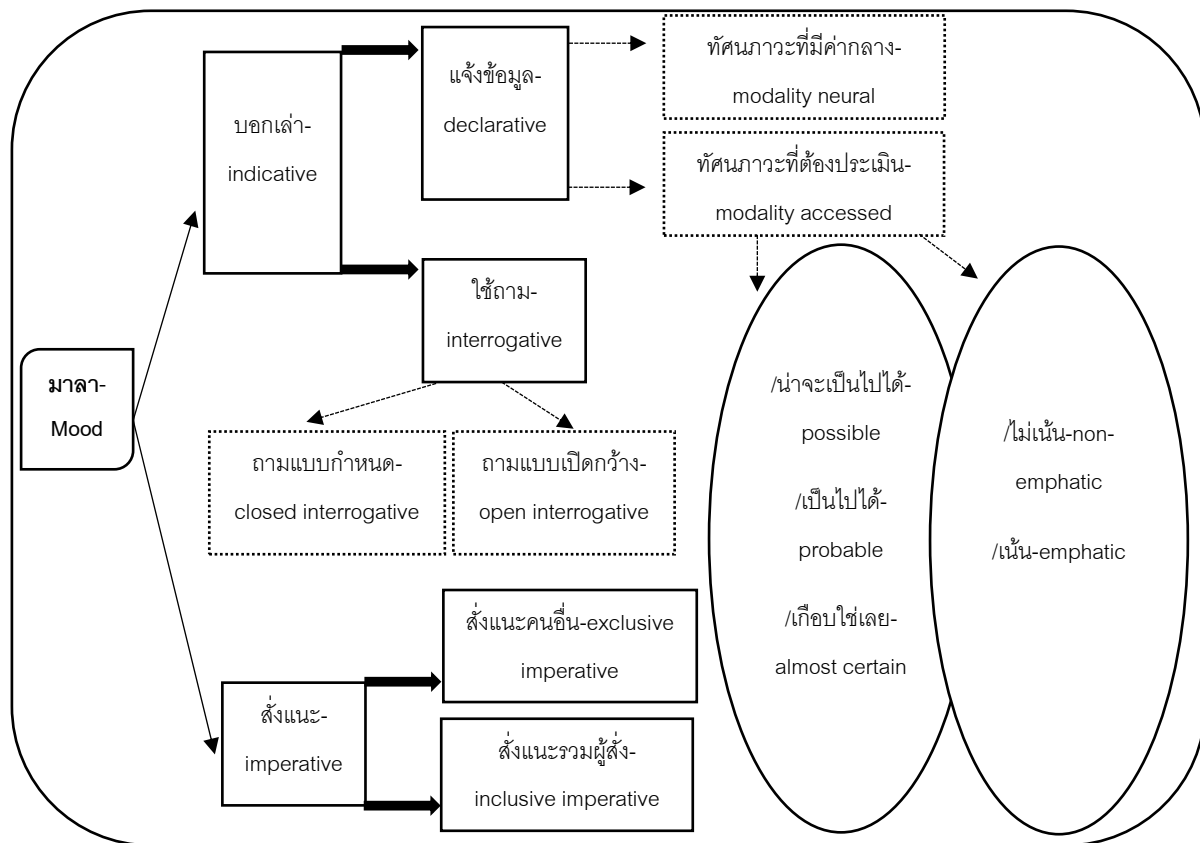 มาลา-
Mood
บอกเล่า-
indicative
แจ้งข้อมูล-
declarative
ทัศนภาวะที่มีค่ากลาง-
modality neural
ทัศนภาวะที่ต้องประเมิน-
modality accessed
/น่าจะเป็นไปได้-
possible
/เป็นไปได้-
probable
/เกือบใช่เลย-
almost certain
/ไม่เน้น-non-
emphatic
/เน้น-emphatic
ใช้ถาม-
interrogative
ถามแบบกำหนด-
closed interrogative
ถามแบบเปิดกว้าง-
open interrogative
สั่งแนะ-
imperative
สั่งแนะคนอื่น-exclusive
imperative
สั่งแนะรวมผู้สั่ง-
inclusive imperative